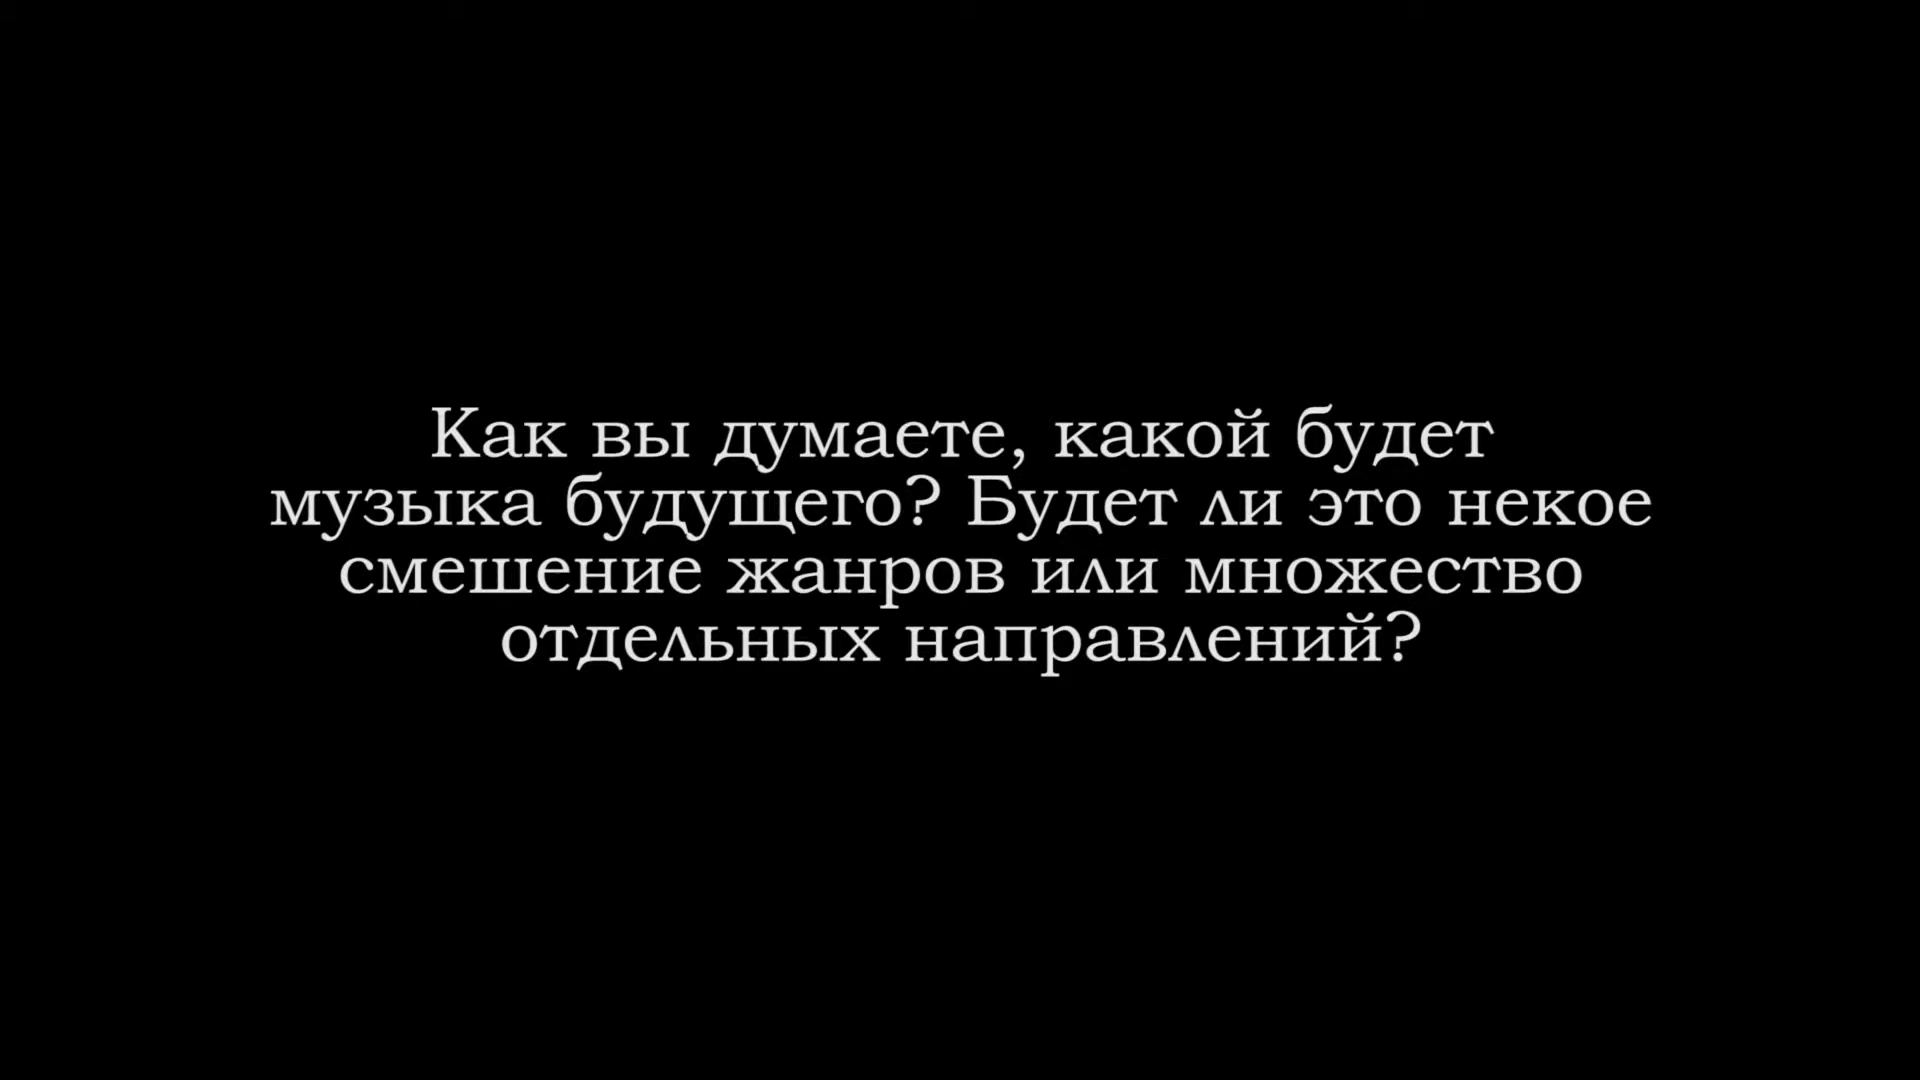 Как вы думаете, какой будет
музыка будущего? Будет ли это некое
смешение жанров или множество
отдельных направлений?